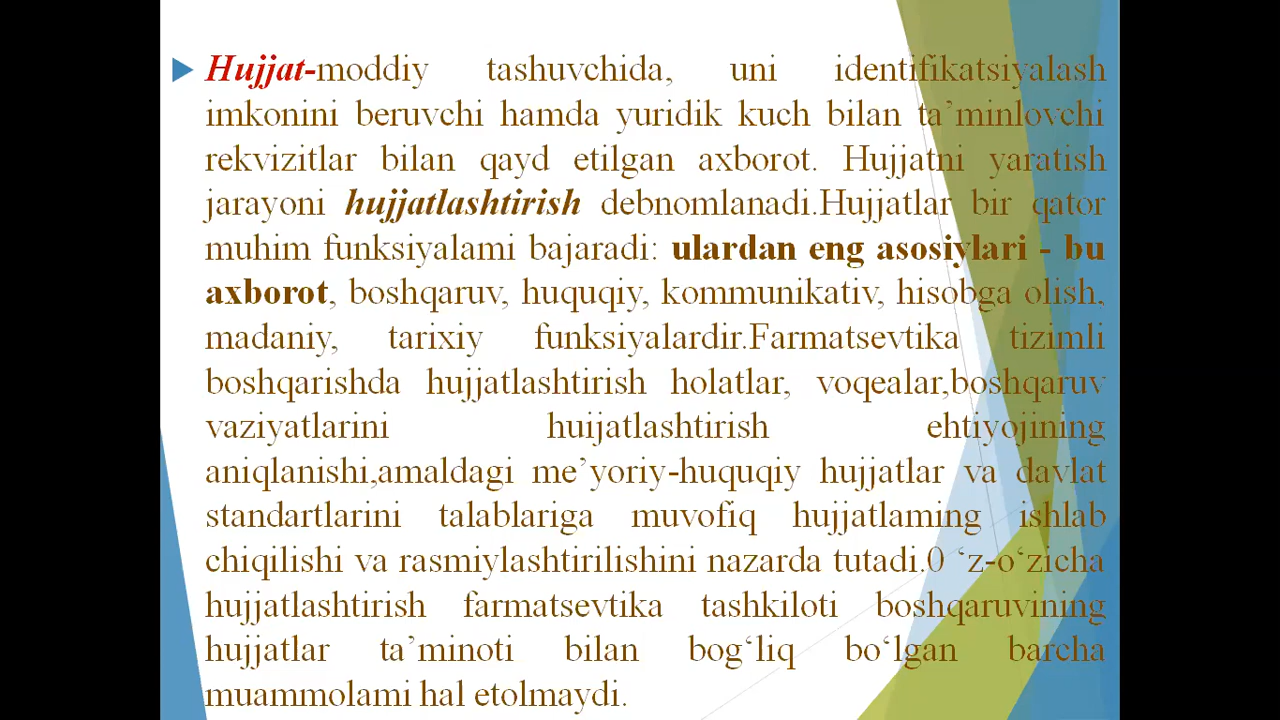 Hujjat-moddiy tashuvchida, uni identifikatsiyalash
imkonini beruvchi hamda yuridik kuch bilan ta’minlovchi
rekvizitlar bilan qayd etilgan axborot. Hujjatni yaratish
jarayoni hujjatlashtirish debnomlanadi.Hujjatlar bir qator
muhim funksiyalami bajaradi: ulardan eng asosiylari - bu
axborot, boshqaruv, huquqiy, kommunikativ, hisobga olish,
madaniy, tarixiy funksiyalardir.Farmatsevtika tizimli
boshqarishda hujjatlashtirish holatlar, voqealar,boshqaruv
vaziyatlarini huijatlashtirish ehtiyojining
aniqlanishi,amaldagi me’yoriy-huquqiy hujjatlar va davlat
standartlarini talablariga muvofiq hujjatlaming ishlab
chiqilishi va rasmiylashtirilishini nazarda tutadi.0 ‘z-o‘zicha
hujjatlashtirish farmatsevtika tashkiloti boshqaruvining
hujjatlar ta’minoti bilan bog‘liq bo‘lgan barcha
muammolami hal etolmaydi.